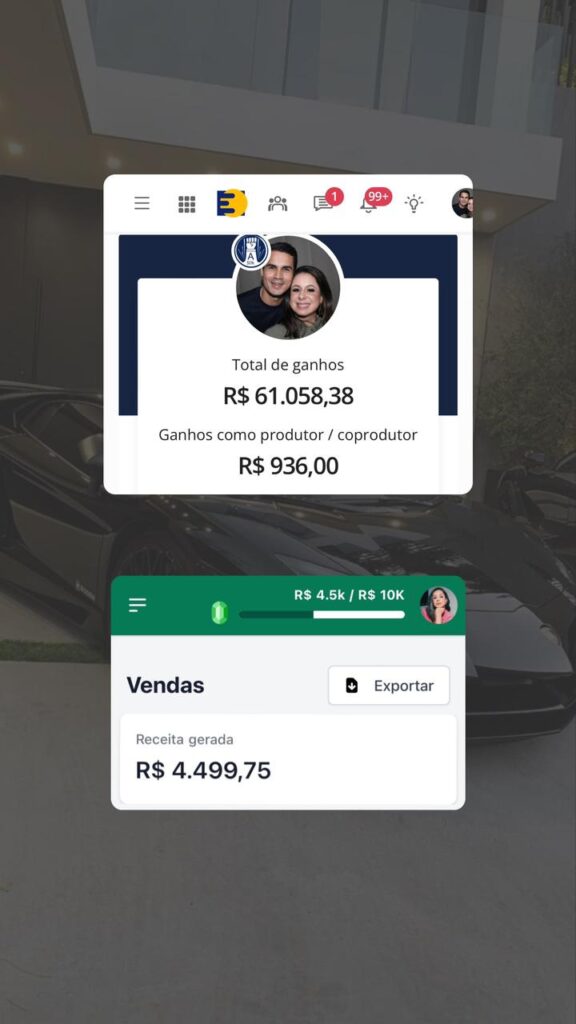 1
99+
A
Total de ganhos
R$ 61.058,38
Ganhos como produtor / coprodutor
R$ 936,00
R$ 4.5k / R$ 10K
Vendas
Exportar
Receita gerada
R$ 4.499,75